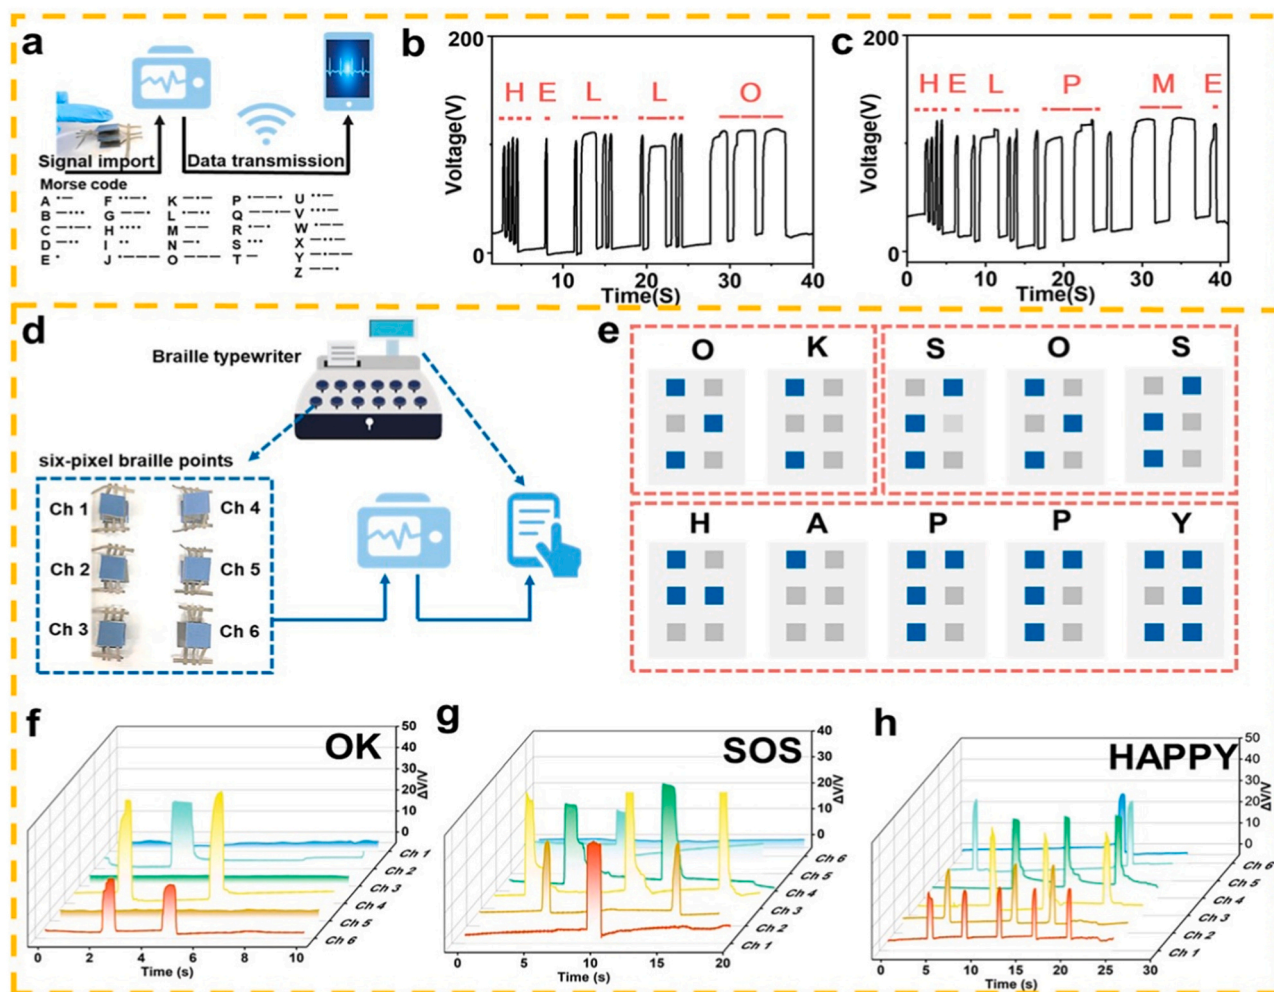 a
Signal import
Data transmission
Morse code
A •—
B —•••
C —•—•
D —••
E •
F ••—•
G ——•
H ••••
I ••
J •———
K —•—
L •—••
M ——
N —•
O ———
P •——•
Q ——•—
R •—•
S •••
T —
U ••—
V •••—
W •——
X —••—
Y —•——
Z ——••
b
200
0
Voltage(V)
H E L L O
10 20 30 40
Time(S)
c
200
0
Voltage(V)
H E L P M E
0 10 20 30 40
Time(S)
d
Braille typewriter
six-pixel braille points
Ch 1 Ch 4
Ch 2 Ch 5
Ch 3 Ch 6
e
O K S O S
H A P P Y
f
OK
50
40
30
20
10
0
ΔV/V
Ch 1
Ch 2
Ch 3
Ch 4
Ch 5
Ch 6
0 2 4 6 8 10
Time (s)
g
SOS
40
30
20
10
0
ΔV/V
Ch 6
Ch 5
Ch 4
Ch 3
Ch 2
Ch 1
0 5 10 15 20
Time (s)
h
HAPPY
50
40
30
20
10
0
ΔV/V
Ch 6
Ch 5
Ch 4
Ch 3
Ch 2
Ch 1
0 5 10 15 20 25 30
Time (s)